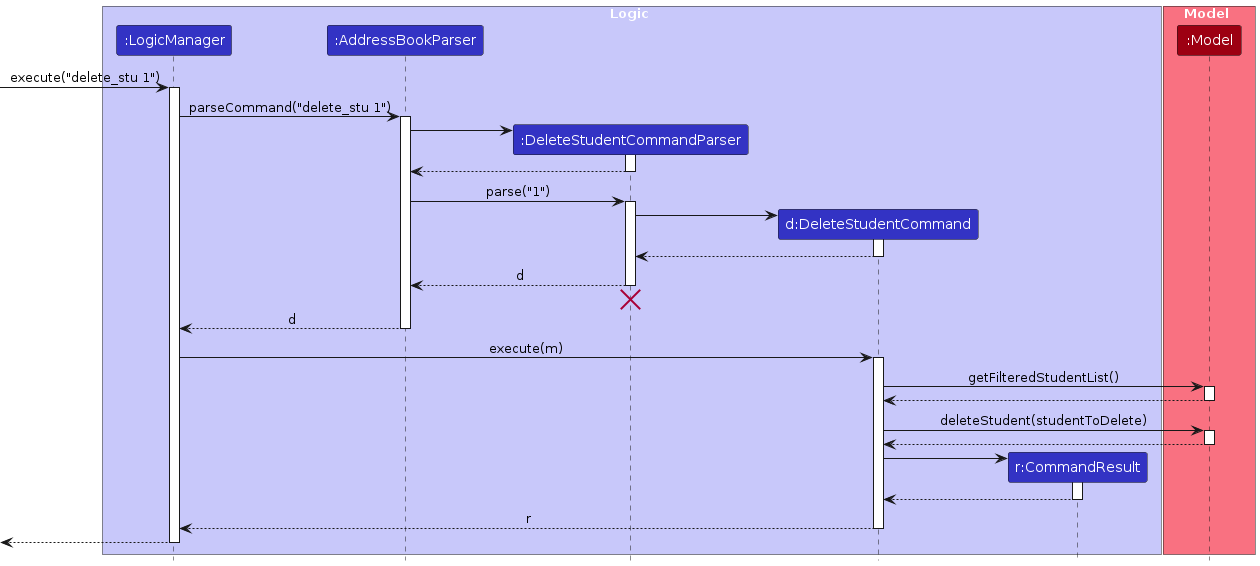 Logic
Model
:LogicManager
:AddressBookParser
:Model
execute("delete_stu 1")
parseCommand("delete_stu 1")
:DeleteStudentCommandParser
parse("1")
d:DeleteStudentCommand
d
d
execute(m)
getFilteredStudentList()
deleteStudent(studentToDelete)
r:CommandResult
r